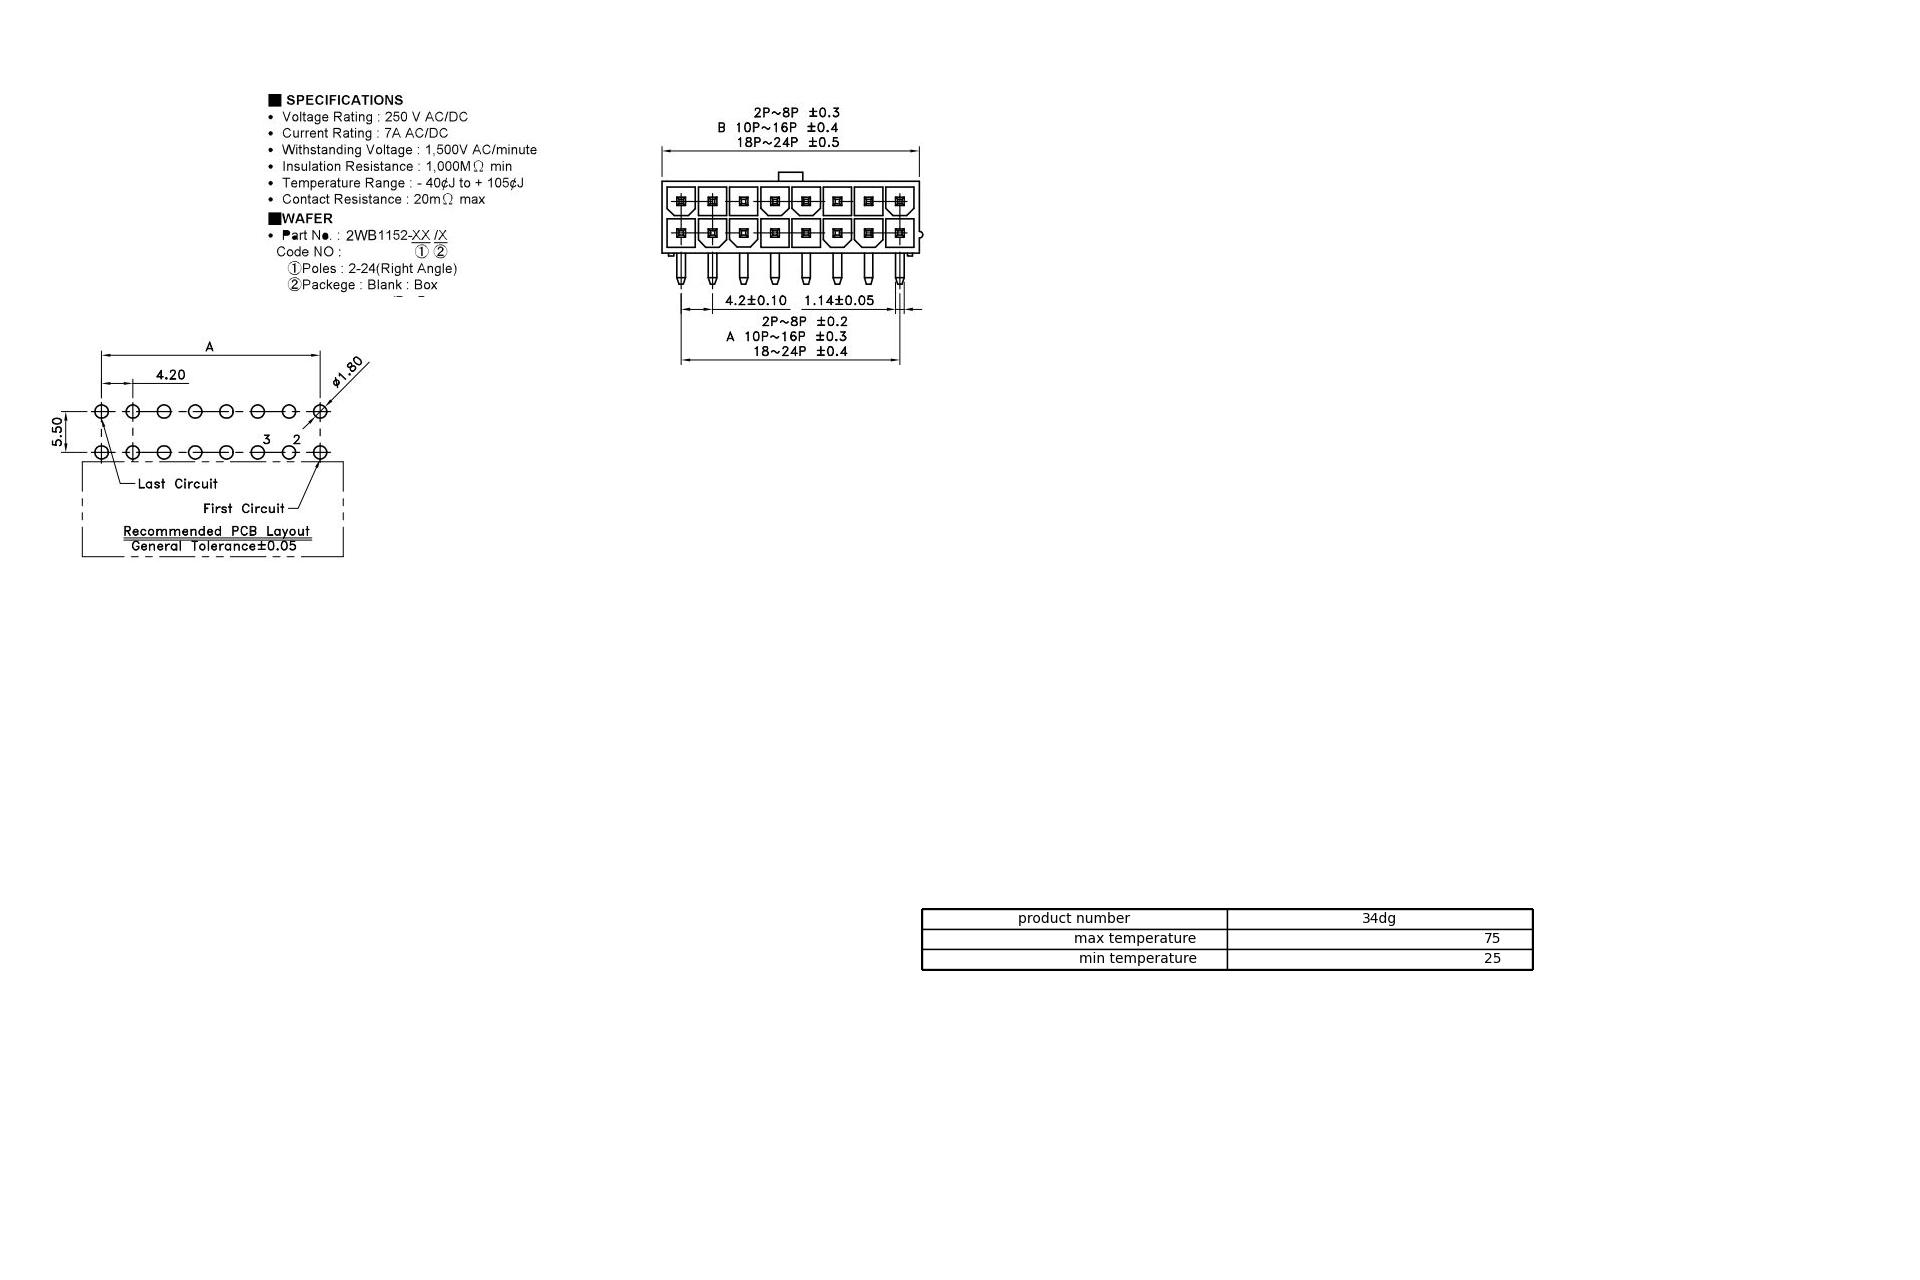 ■ SPECIFICATIONS
• Voltage Rating : 250 V AC/DC
• Current Rating : 7A AC/DC
• Withstanding Voltage : 1,500V AC/minute
• Insulation Resistance : 1,000MΩ min
• Temperature Range : - 40¢J to + 105¢J
• Contact Resistance : 20mΩ max
■WAFER
• Part No. : 2WB1152-XX /X
Code NO : ① ②
①Poles : 2-24(Right Angle)
②Packege : Blank : Box
2P~8P ±0.3
B 10P~16P ±0.4
18P~24P ±0.5
4.2±0.10 1.14±0.05
2P~8P ±0.2
A 10P~16P ±0.3
18~24P ±0.4
A
4.20
ø1.80
5.50
3 2
Last Circuit
First Circuit
Recommended PCB Layout
General Tolerance±0.05
product number 34dg
max temperature 75
min temperature 25